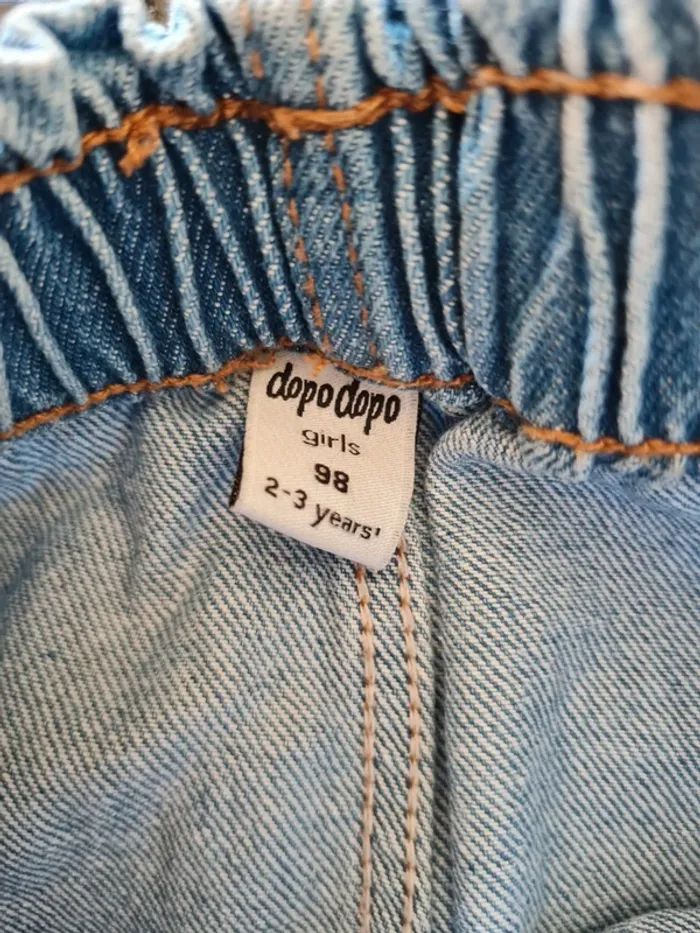 dopodopo
girls
98
2-3 years'